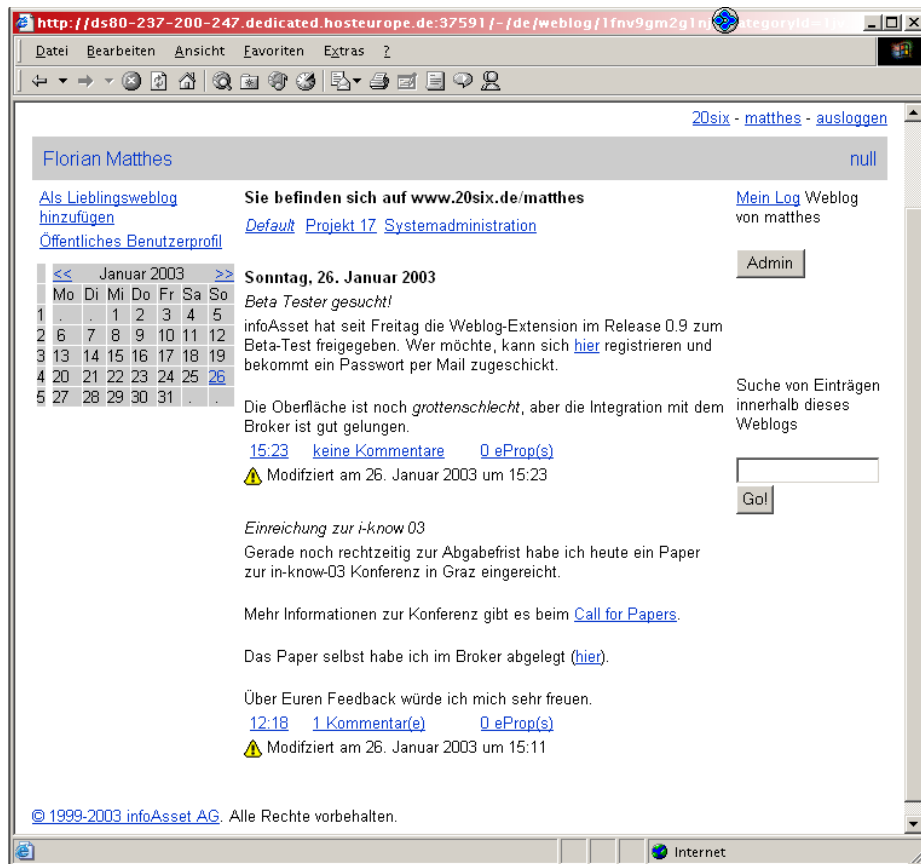 http://ds80-237-200-247.dedicated.hosteurope.de:37591/-/de/weblog/1fnv9gm2g1n
Datei Bearbeiten Ansicht Favoriten Extras ?
20six - matthes - ausloggen
Florian Matthes null
Als Lieblingsweblog
hinzufügen
Öffentliches Benutzerprofil
<< Januar 2003 >>
Mo Di Mi Do Fr Sa So
1 . . 1 2 3 4 5
2 6 7 8 9 10 11 12
3 13 14 15 16 17 18 19
4 20 21 22 23 24 25 26
5 27 28 29 30 31 . .
Sie befinden sich auf www.20six.de/matthes
Default Projekt 17 Systemadministration
Sonntag, 26. Januar 2003
Beta Tester gesucht!
infoAsset hat seit Freitag die Weblog-Extension im Release 0.9 zum
Beta-Test freigegeben. Wer möchte, kann sich hier registrieren und
bekommt ein Passwort per Mail zugeschickt.
Die Oberfläche ist noch grottenschlecht, aber die Integration mit dem
Broker ist gut gelungen.
15:23 keine Kommentare 0 eProp(s)
Modifziert am 26. Januar 2003 um 15:23
Einreichung zur i-know 03
Gerade noch rechtzeitig zur Abgabefrist habe ich heute ein Paper
zur in-know-03 Konferenz in Graz eingereicht.
Mehr Informationen zur Konferenz gibt es beim Call for Papers.
Das Paper selbst habe ich im Broker abgelegt (hier).
Über Euren Feedback würde ich mich sehr freuen.
12:18 1 Kommentar(e) 0 eProp(s)
Modifziert am 26. Januar 2003 um 15:11
Mein Log Weblog
von matthes
Admin
Suche von Einträgen
innerhalb dieses
Weblogs
Go!
© 1999-2003 infoAsset AG. Alle Rechte vorbehalten.
Internet